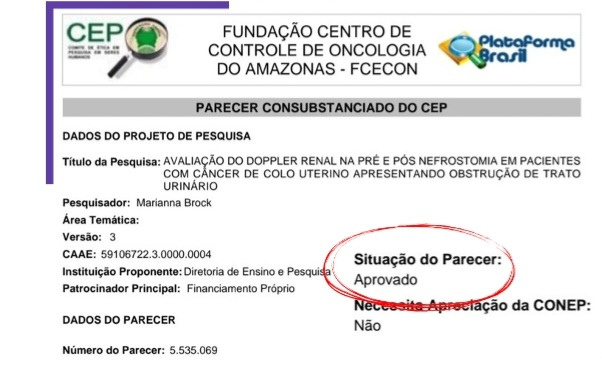 CEP
COMITÊ DE ÉTICA EM
PESQUISA EM SERES
HUMANOS
FUNDAÇÃO CENTRO DE
CONTROLE DE ONCOLOGIA
DO AMAZONAS - FCECON
Plataforma
Brasil
PARECER CONSUBSTANCIADO DO CEP
DADOS DO PROJETO DE PESQUISA
Título da Pesquisa: AVALIAÇÃO DO DOPPLER RENAL NA PRÉ E PÓS NEFROSTOMIA EM PACIENTES
COM CÂNCER DE COLO UTERINO APRESENTANDO OBSTRUÇÃO DE TRATO
URINÁRIO
Pesquisador: Marianna Brock
Área Temática:
Versão: 3
CAAE: 59106722.3.0000.0004
Instituição Proponente: Diretoria de Ensino e Pesquisa
Patrocinador Principal: Financiamento Próprio
Situação do Parecer:
Aprovado
Necessita Apreciação da CONEP:
Não
DADOS DO PARECER
Número do Parecer: 5.535.069